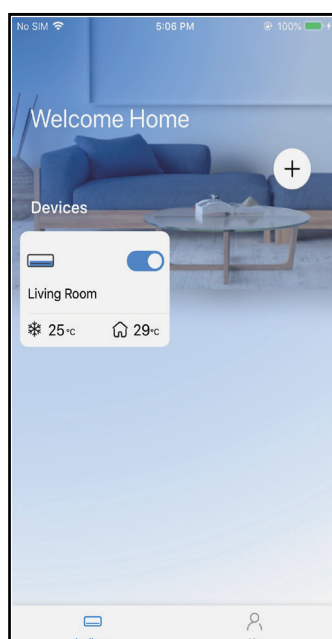 No SIM 5:06 PM 100%
Welcome Home
+
Devices
Living Room
25°C 29°C